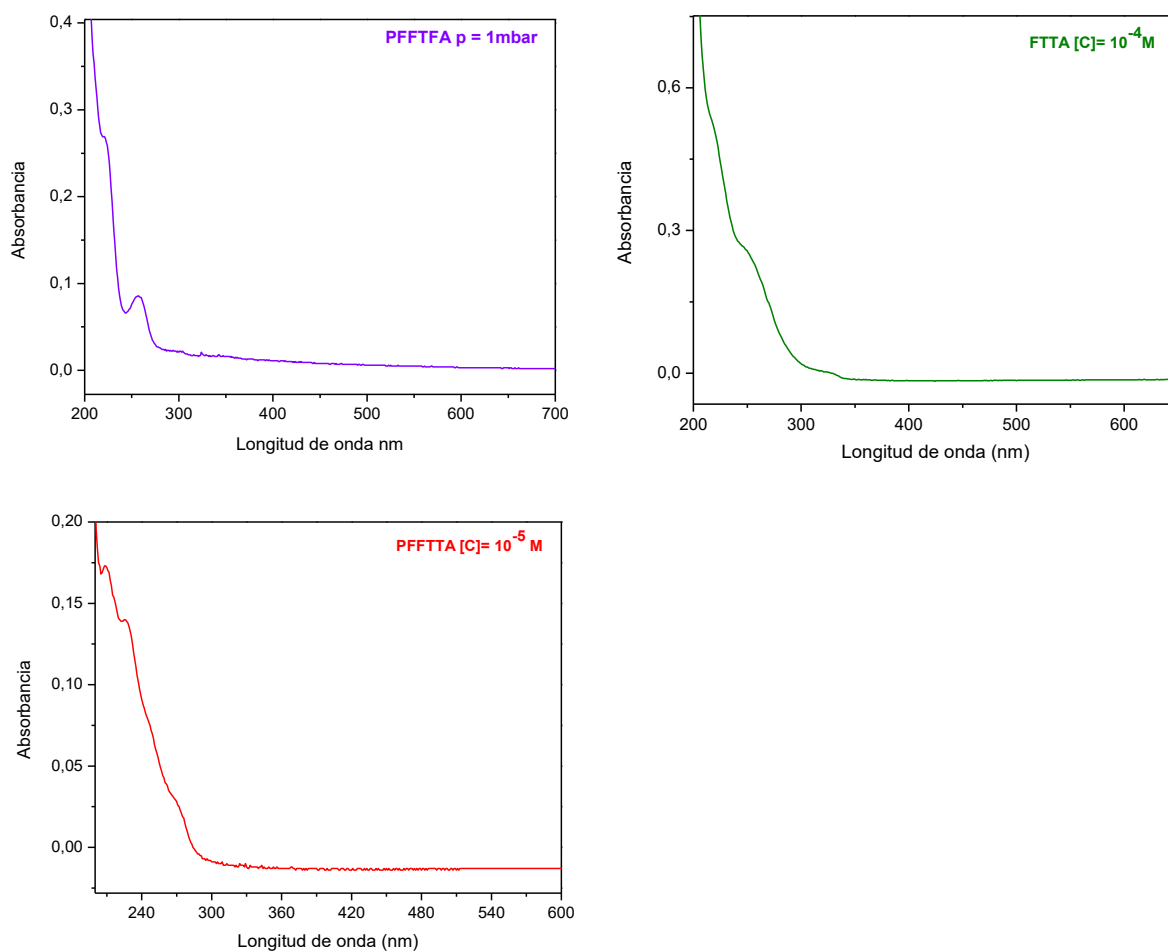 PFFTFA p = 1mbar
0,4
0,3
0,2
0,1
0,0
Absorbancia
200 300 400 500 600 700
Longitud de onda nm
FTTA [C]= 10⁻⁴M
0,6
0,3
0,0
Absorbancia
200 300 400 500 600
Longitud de onda (nm)
PFFTTA [C]= 10⁻⁵ M
0,20
0,15
0,10
0,05
0,00
Absorbancia
240 300 360 420 480 540 600
Longitud de onda (nm)